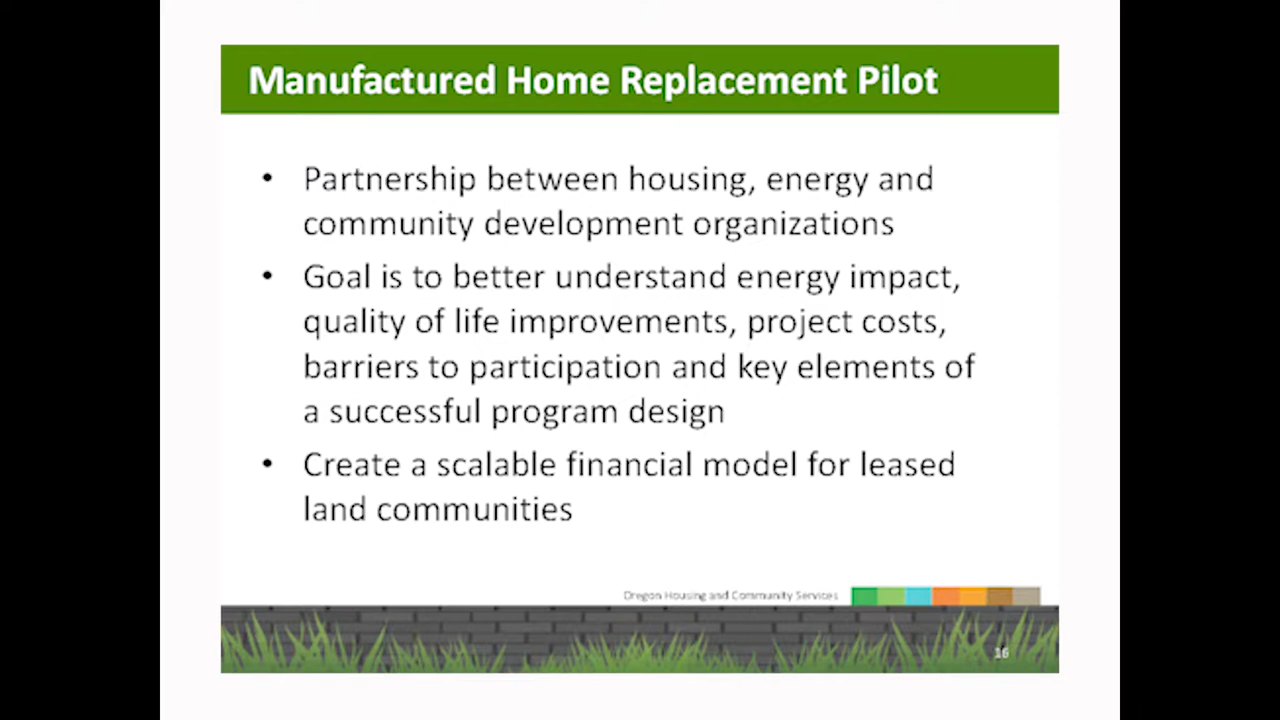 Manufactured Home Replacement Pilot
• Partnership between housing, energy and
community development organizations
• Goal is to better understand energy impact,
quality of life improvements, project costs,
barriers to participation and key elements of
a successful program design
• Create a scalable financial model for leased
land communities
Oregon Housing and Community Services
16